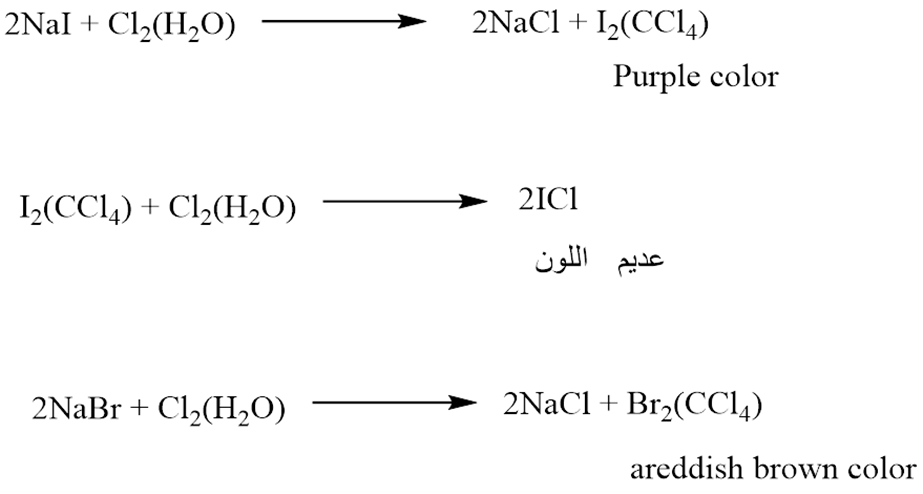 2NaI + Cl₂(H₂O) ⟶ 2NaCl + I₂(CCl₄)
Purple color
I₂(CCl₄) + Cl₂(H₂O) ⟶ 2ICl
عديم اللون
2NaBr + Cl₂(H₂O) ⟶ 2NaCl + Br₂(CCl₄)
areddish brown color